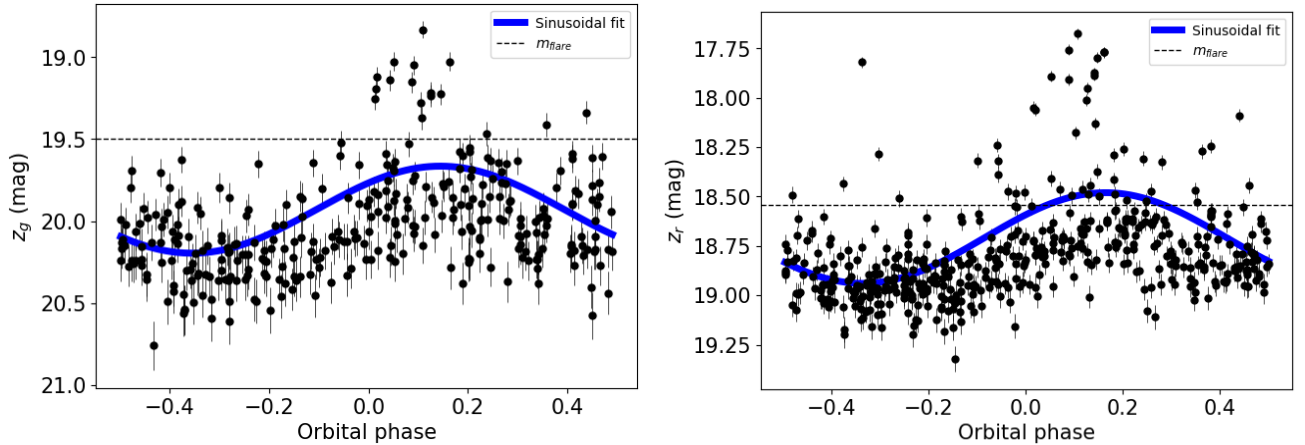 Sinusoidal fit
m_flare
19.0
19.5
20.0
20.5
21.0
z_g (mag)
−0.4 −0.2 0.0 0.2 0.4
Orbital phase
Sinusoidal fit
m_flare
17.75
18.00
18.25
18.50
18.75
19.00
19.25
z_r (mag)
−0.4 −0.2 0.0 0.2 0.4
Orbital phase